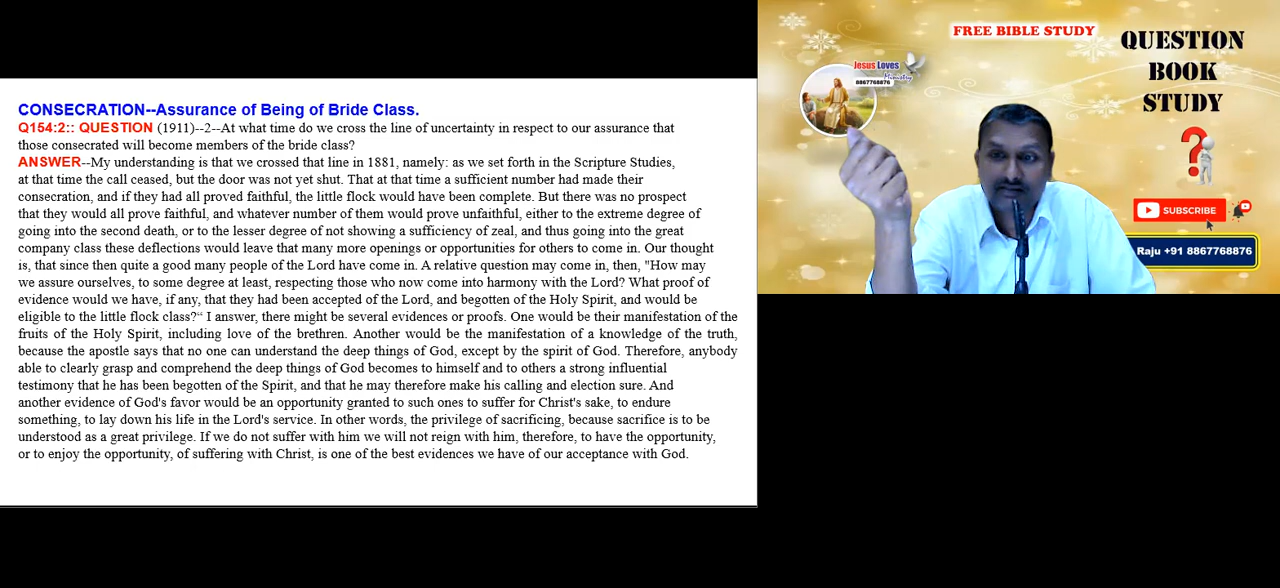 CONSECRATION--Assurance of Being of Bride Class.
Q154:2:: QUESTION (1911)--2--At what time do we cross the line of uncertainty in respect to our assurance that
those consecrated will become members of the bride class?
ANSWER--My understanding is that we crossed that line in 1881, namely: as we set forth in the Scripture Studies,
at that time the call ceased, but the door was not yet shut. That at that time a sufficient number had made their
consecration, and if they had all proved faithful, the little flock would have been complete. But there was no prospect
that they would all prove faithful, and whatever number of them would prove unfaithful, either to the extreme degree of
going into the second death, or to the lesser degree of not showing a sufficiency of zeal, and thus going into the great
company class these deflections would leave that many more openings or opportunities for others to come in. Our thought
is, that since then quite a good many people of the Lord have come in. A relative question may come in, then, "How may
we assure ourselves, to some degree at least, respecting those who now come into harmony with the Lord? What proof of
evidence would we have, if any, that they had been accepted of the Lord, and begotten of the Holy Spirit, and would be
eligible to the little flock class?“ I answer, there might be several evidences or proofs. One would be their manifestation of the
fruits of the Holy Spirit, including love of the brethren. Another would be the manifestation of a knowledge of the truth,
because the apostle says that no one can understand the deep things of God, except by the spirit of God. Therefore, anybody
able to clearly grasp and comprehend the deep things of God becomes to himself and to others a strong influential
testimony that he has been begotten of the Spirit, and that he may therefore make his calling and election sure. And
another evidence of God's favor would be an opportunity granted to such ones to suffer for Christ's sake, to endure
something, to lay down his life in the Lord's service. In other words, the privilege of sacrificing, because sacrifice is to be
understood as a great privilege. If we do not suffer with him we will not reign with him, therefore, to have the opportunity,
or to enjoy the opportunity, of suffering with Christ, is one of the best evidences we have of our acceptance with God.
FREE BIBLE STUDY
QUESTION
BOOK
STUDY
Jesus Loves
Ministry
8867768876
SUBSCRIBE
Raju +91 8867768876